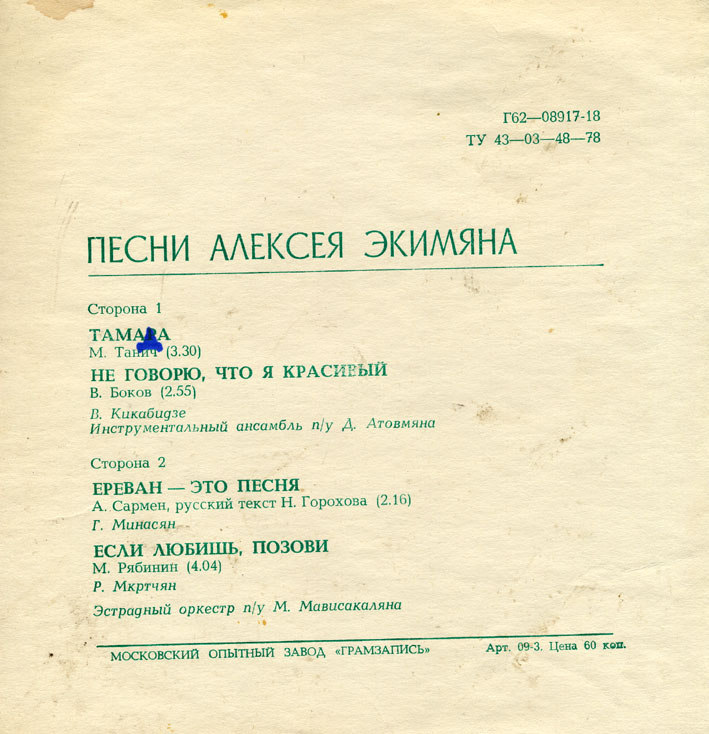 Г62—08917-18
ТУ 43—03—48—78
ПЕСНИ АЛЕКСЕЯ ЭКИМЯНА
Сторона 1
ТАМАДА
М. Танич (3.30)
НЕ ГОВОРЮ, ЧТО Я КРАСИВЫЙ
В. Боков (2.55)
В. Кикабидзе
Инструментальный ансамбль п/у Д. Атовмяна
Сторона 2
ЕРЕВАН — ЭТО ПЕСНЯ
А. Сармен, русский текст Н. Горохова (2.16)
Г. Минасян
ЕСЛИ ЛЮБИШЬ, ПОЗОВИ
М. Рябинин (4.04)
Р. Мкртчян
Эстрадный оркестр п/у М. Мависакаляна
МОСКОВСКИЙ ОПЫТНЫЙ ЗАВОД «ГРАМЗАПИСЬ» Арт. 09-3. Цена 60 коп.